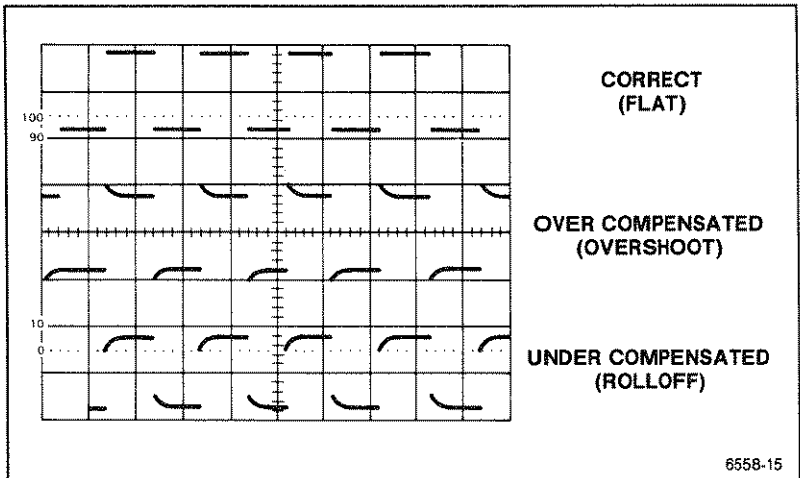 CORRECT
(FLAT)
100
90
OVER COMPENSATED
(OVERSHOOT)
10
0
UNDER COMPENSATED
(ROLLOFF)
6558-15